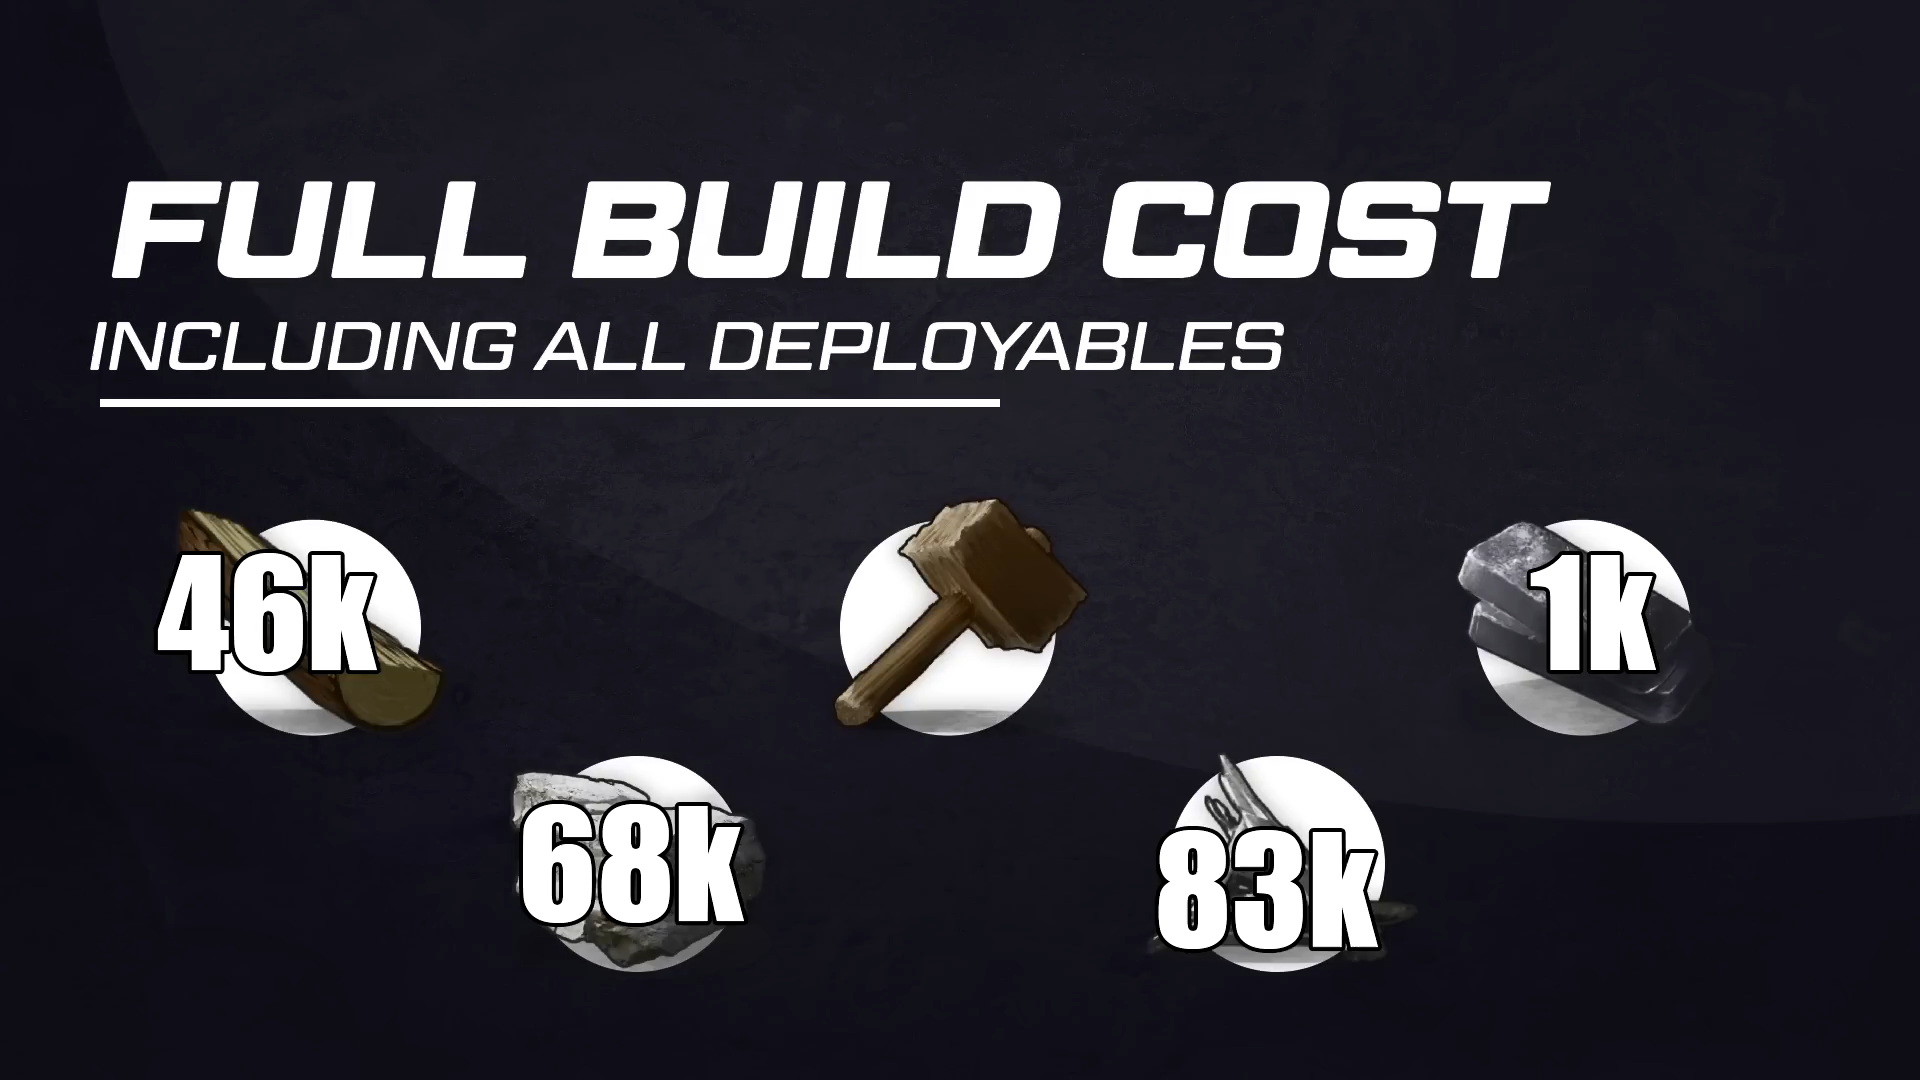 FULL BUILD COST
INCLUDING ALL DEPLOYABLES
46k
1k
68k
83k